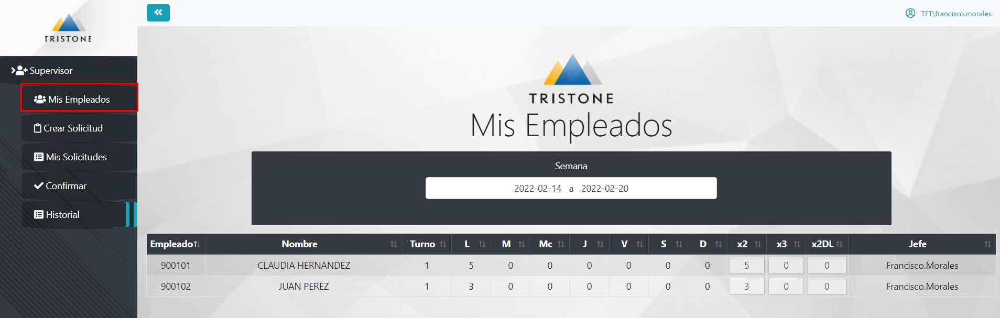 TRISTONE
Supervisor
Mis Empleados
Crear Solicitud
Mis Solicitudes
Confirmar
Historial
TFT\francisco.morales
TRISTONE
Mis Empleados
Semana
2022-02-14 a 2022-02-20
Empleado Nombre Turno L M Mc J V S D x2 x3 x2DL Jefe
900101 CLAUDIA HERNANDEZ 1 5 0 0 0 0 0 0 5 0 0 Francisco.Morales
900102 JUAN PEREZ 1 3 0 0 0 0 0 0 3 0 0 Francisco.Morales